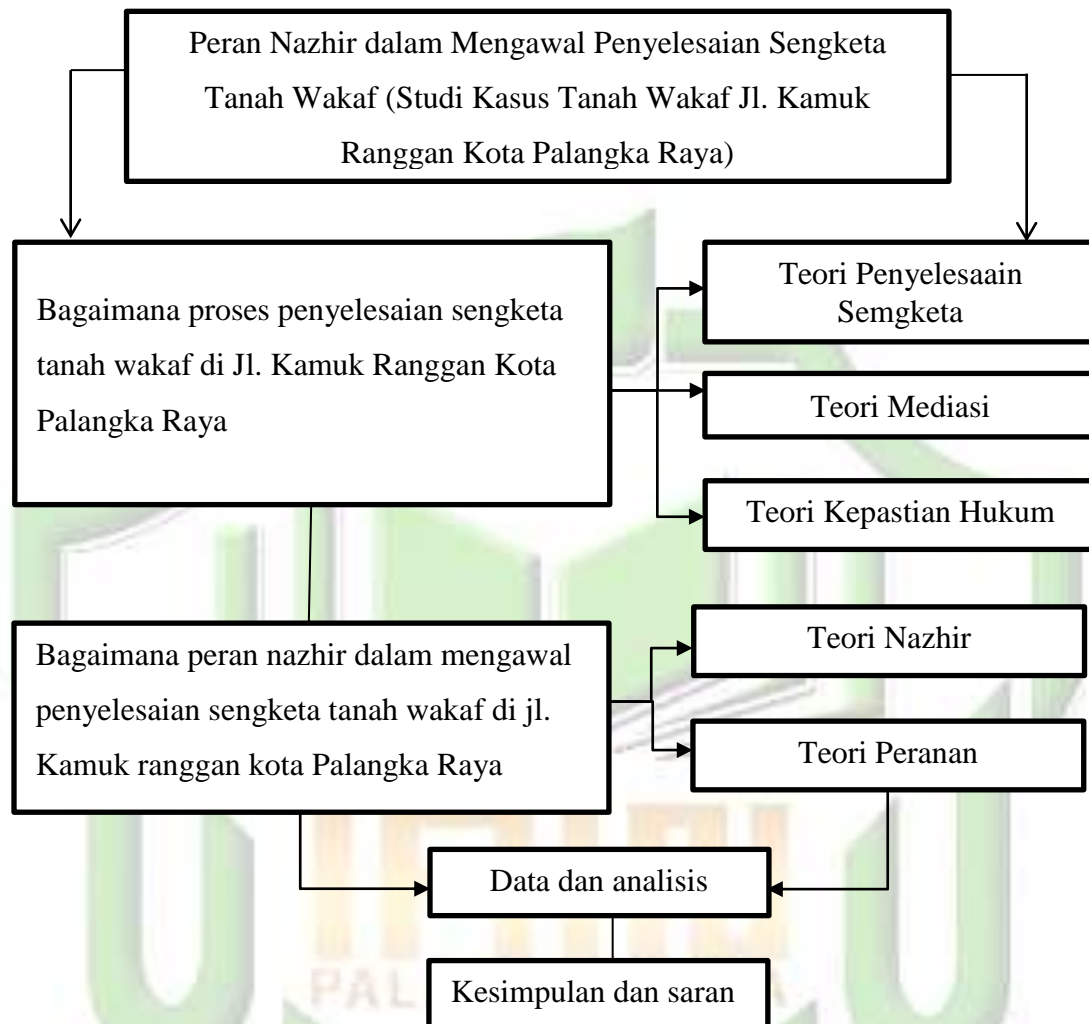 Peran Nazhir dalam Mengawal Penyelesaian Sengketa
Tanah Wakaf (Studi Kasus Tanah Wakaf Jl. Kamuk
Ranggan Kota Palangka Raya)
Bagaimana proses penyelesaian sengketa
tanah wakaf di Jl. Kamuk Ranggan Kota
Palangka Raya
Teori Penyelesaain
Semgketa
Teori Mediasi
Teori Kepastian Hukum
Bagaimana peran nazhir dalam mengawal
penyelesaian sengketa tanah wakaf di jl.
Kamuk ranggan kota Palangka Raya
Teori Nazhir
Teori Peranan
Data dan analisis
Kesimpulan dan saran